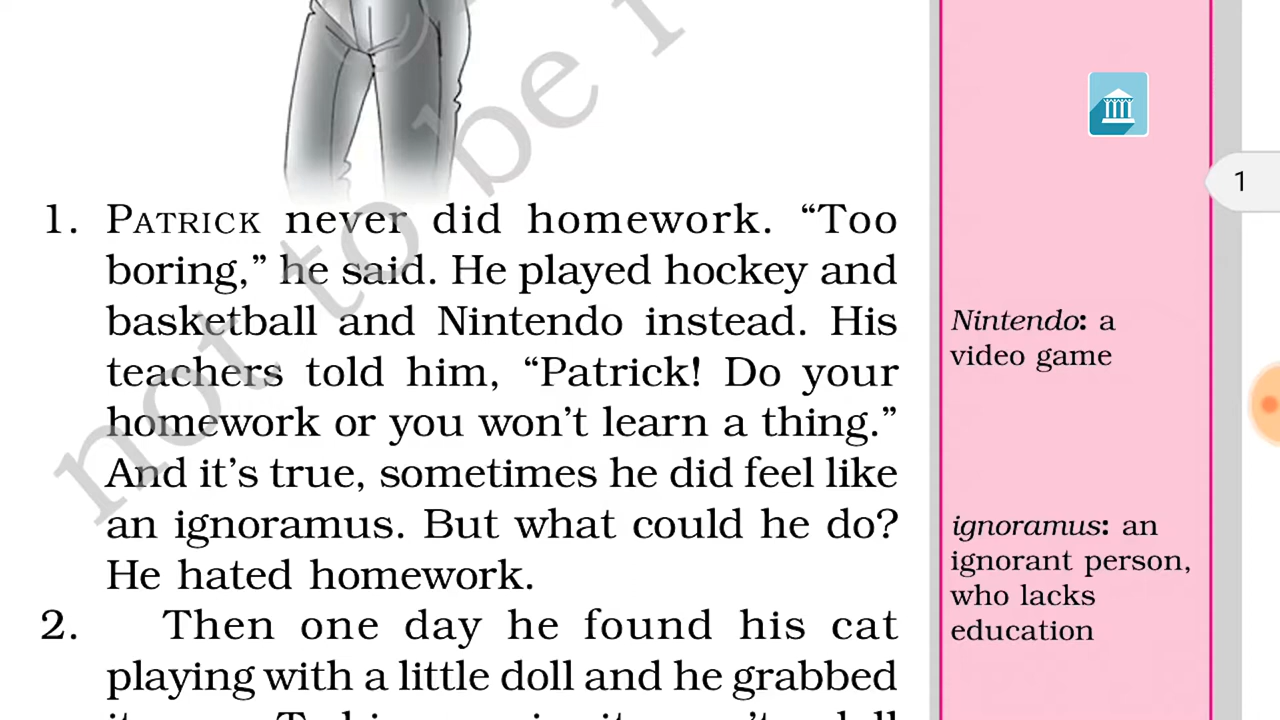 1. PATRICK never did homework. “Too
boring,” he said. He played hockey and
basketball and Nintendo instead. His
teachers told him, “Patrick! Do your
homework or you won’t learn a thing.”
And it’s true, sometimes he did feel like
an ignoramus. But what could he do?
He hated homework.
2. Then one day he found his cat
playing with a little doll and he grabbed
Nintendo: a
video game
ignoramus: an
ignorant person,
who lacks
education
1
not to be